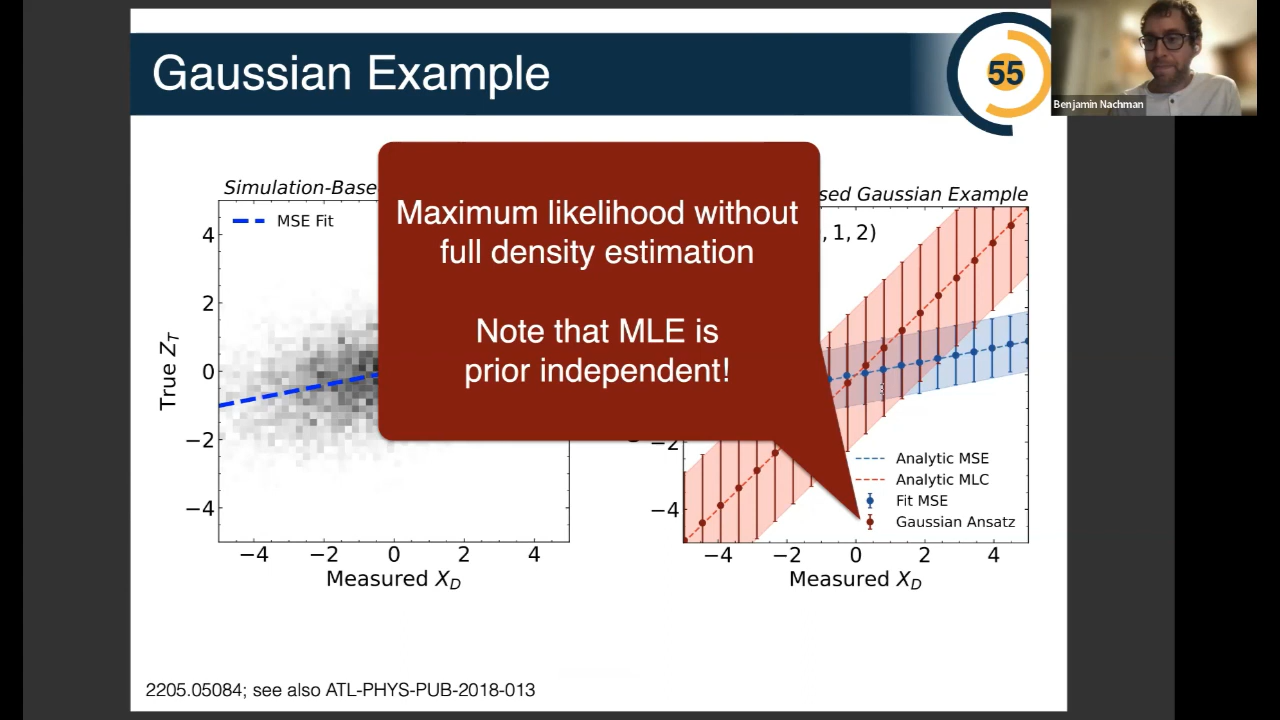 Gaussian Example
55
Benjamin Nachman
Simulation-Base
MSE Fit
4
2
0
−2
−4
True Z_T
−4 −2 0 2 4
Measured X_D
Maximum likelihood without
full density estimation
Note that MLE is
prior independent!
sed Gaussian Example
, 1, 2)
−2
−4
Analytic MSE
Analytic MLC
Fit MSE
Gaussian Ansatz
−4 −2 0 2 4
Measured X_D
2205.05084; see also ATL-PHYS-PUB-2018-013